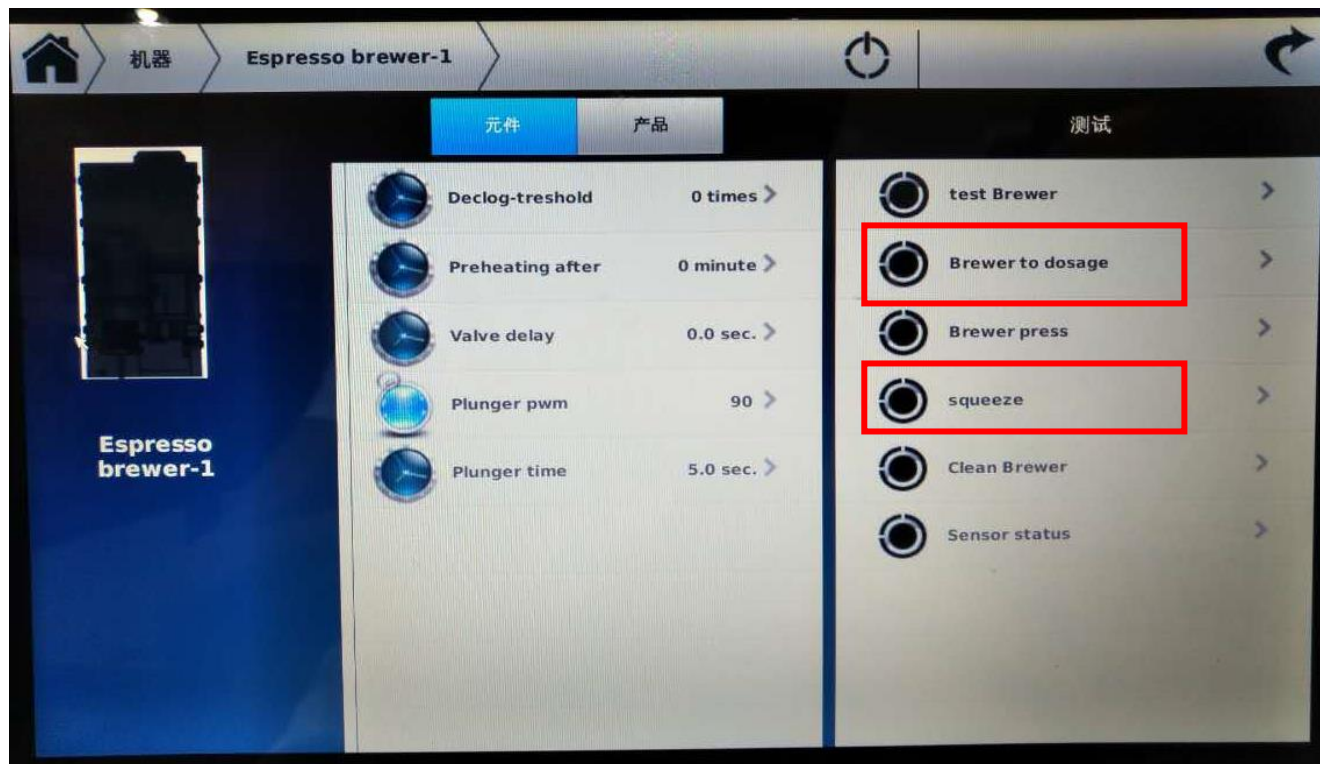 机器
Espresso brewer-1
元件
产品
测试
Espresso
brewer-1
Declog-treshold 0 times
Preheating after 0 minute
Valve delay 0.0 sec.
Plunger pwm 90
Plunger time 5.0 sec.
test Brewer
Brewer to dosage
Brewer press
squeeze
Clean Brewer
Sensor status